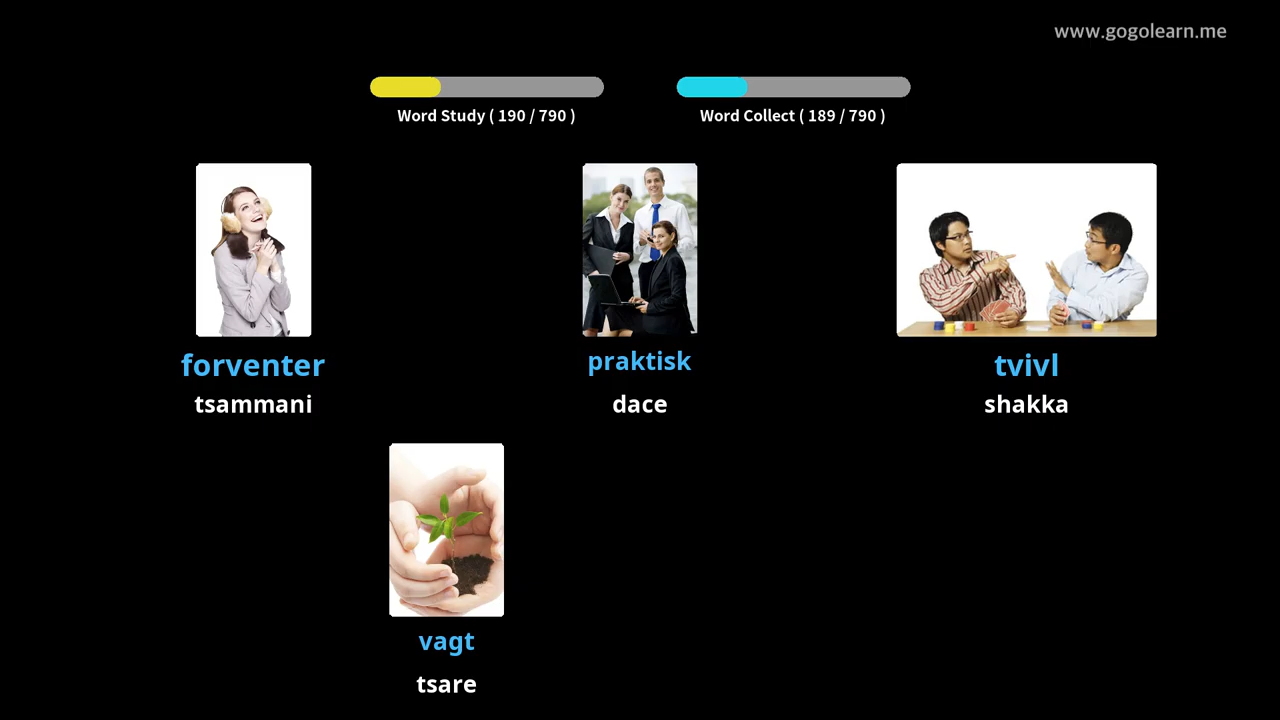 www.gogolearn.me
Word Study ( 190 / 790 )
Word Collect ( 189 / 790 )
forventer
tsammani
praktisk
dace
tvivl
shakka
vagt
tsare